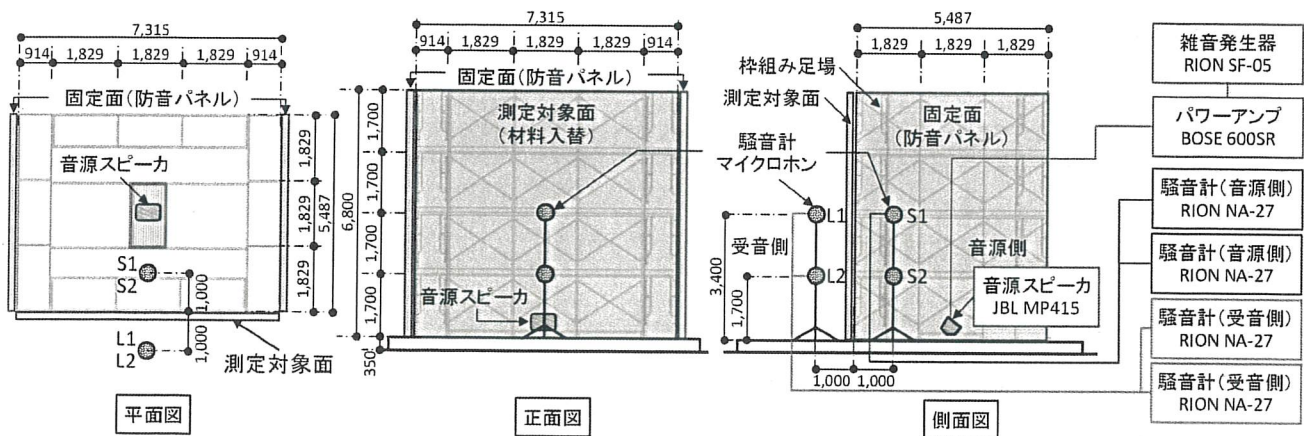 7,315
914
1,829
1,829
1,829
914
固定面(防音パネル)
音源スピーカ
S1
S2
L1
L2
1,000
1,000
1,829
1,829
1,829
5,487
測定対象面
平面図
7,315
914
1,829
1,829
1,829
914
固定面(防音パネル)
測定対象面
(材料入替)
音源スピーカ
6,800
1,700
1,700
1,700
1,700
350
正面図
5,487
1,829
1,829
1,829
枠組み足場
測定対象面
騒音計
マイクロホン
固定面
(防音パネル)
L1
S1
受音側
音源側
L2
S2
3,400
1,700
音源スピーカ
JBL MP415
1,000
1,000
側面図
雑音発生器
RION SF-05
パワーアンプ
BOSE 600SR
騒音計(音源側)
RION NA-27
騒音計(音源側)
RION NA-27
騒音計(受音側)
RION NA-27
騒音計(受音側)
RION NA-27